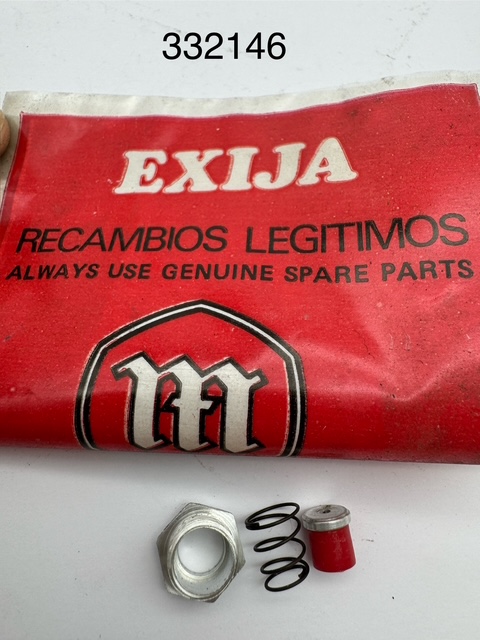 332146
EXIJA
RECAMBIOS LEGITIMOS
ALWAYS USE GENUINE SPARE PARTS
m